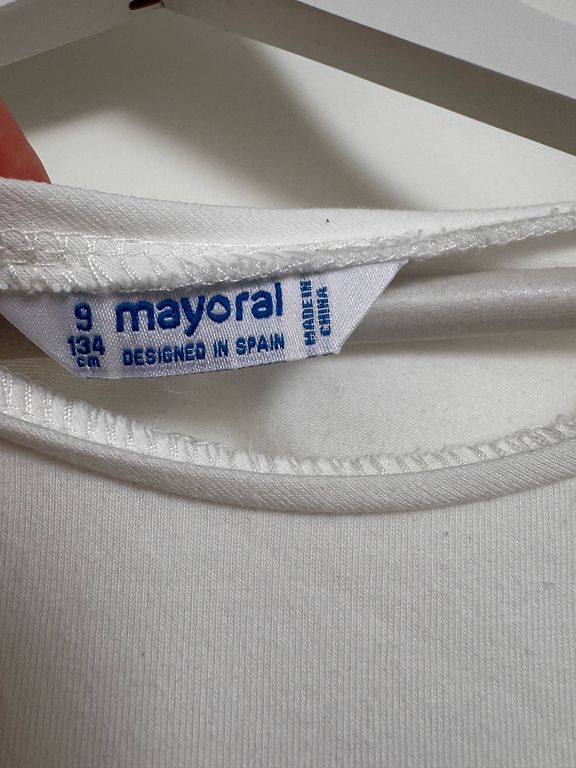 9
134
cm
mayoral
DESIGNED IN SPAIN
MADE IN
CHINA